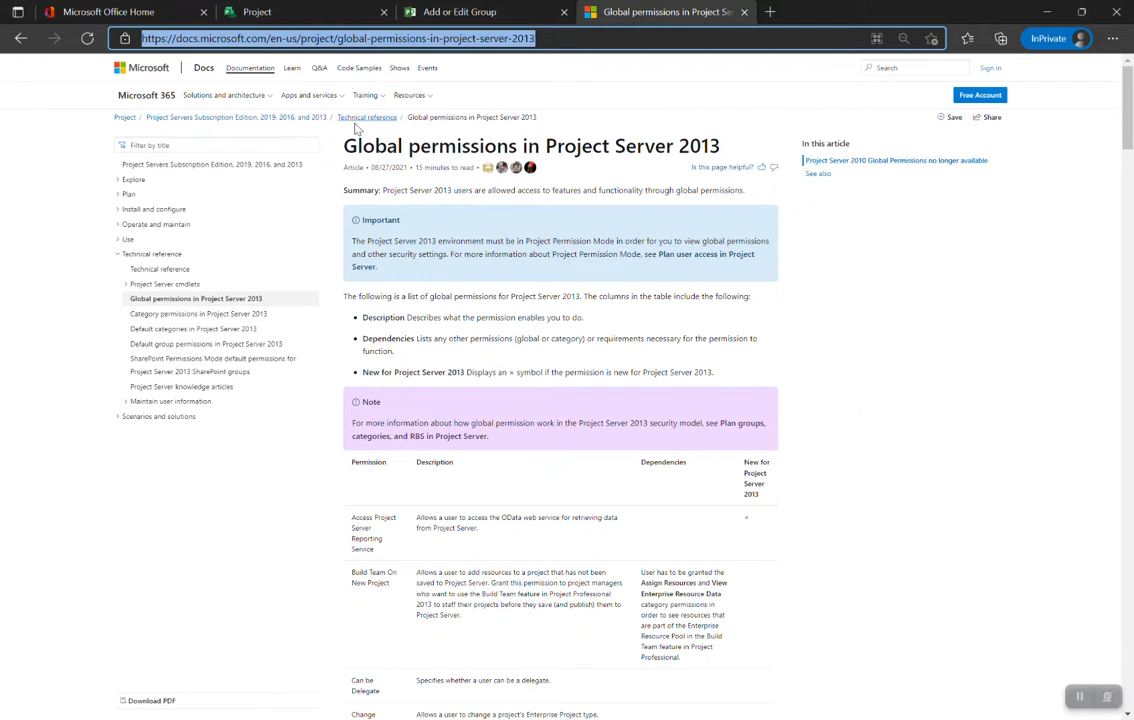 Microsoft Office Home
Project
Add or Edit Group
Global permissions in Project Se
https://docs.microsoft.com/en-us/project/global-permissions-in-project-server-2013
InPrivate
Microsoft
Docs
Documentation
Learn
Q&A
Code Samples
Shows
Events
Search
Sign in
Microsoft 365
Solutions and architecture
Apps and services
Training
Resources
Free Account
Project / Project Servers Subscription Edition, 2019, 2016, and 2013 / Technical reference / Global permissions in Project Server 2013
Save
Share
Filter by title
Project Servers Subscription Edition, 2019, 2016, and 2013
Explore
Plan
Install and configure
Operate and maintain
Use
Technical reference
Technical reference
Project Server cmdlets
Global permissions in Project Server 2013
Category permissions in Project Server 2013
Default categories in Project Server 2013
Default group permissions in Project Server 2013
SharePoint Permissions Mode default permissions for
Project Server 2013 SharePoint groups
Project Server knowledge articles
Maintain user information
Scenarios and solutions
Download PDF
Global permissions in Project Server 2013
Article • 08/27/2021 • 15 minutes to read •
Is this page helpful?
Summary: Project Server 2013 users are allowed access to features and functionality through global permissions.
Important
The Project Server 2013 environment must be in Project Permission Mode in order for you to view global permissions
and other security settings. For more information about Project Permission Mode, see Plan user access in Project
Server.
The following is a list of global permissions for Project Server 2013. The columns in the table include the following:
• Description Describes what the permission enables you to do.
• Dependencies Lists any other permissions (global or category) or requirements necessary for the permission to
function.
• New for Project Server 2013 Displays an × symbol if the permission is new for Project Server 2013.
Note
For more information about how global permission work in the Project Server 2013 security model, see Plan groups,
categories, and RBS in Project Server.
Permission
Description
Dependencies
New for
Project
Server
2013
Access Project
Server
Reporting
Service
Allows a user to access the OData web service for retrieving data
from Project Server.
×
Build Team On
New Project
Allows a user to add resources to a project that has not been
saved to Project Server. Grant this permission to project managers
who want to use the Build Team feature in Project Professional
2013 to staff their projects before they save (and publish) them to
Project Server.
User has to be granted the
Assign Resources and View
Enterprise Resource Data
category permissions in
order to see resources that
are part of the Enterprise
Resource Pool in the Build
Team feature in Project
Professional.
Can be
Delegate
Specifies whether a user can be a delegate.
Change
Allows a user to change a project's Enterprise Project type.
In this article
Project Server 2010 Global Permissions no longer available
See also